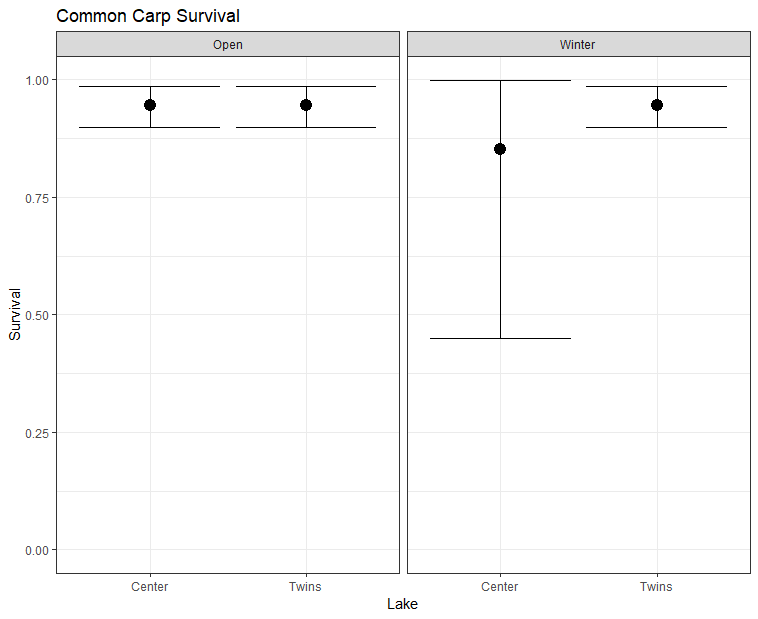 Common Carp Survival
Open
Winter
1.00
0.75
0.50
0.25
0.00
Survival
Center
Twins
Center
Twins
Lake